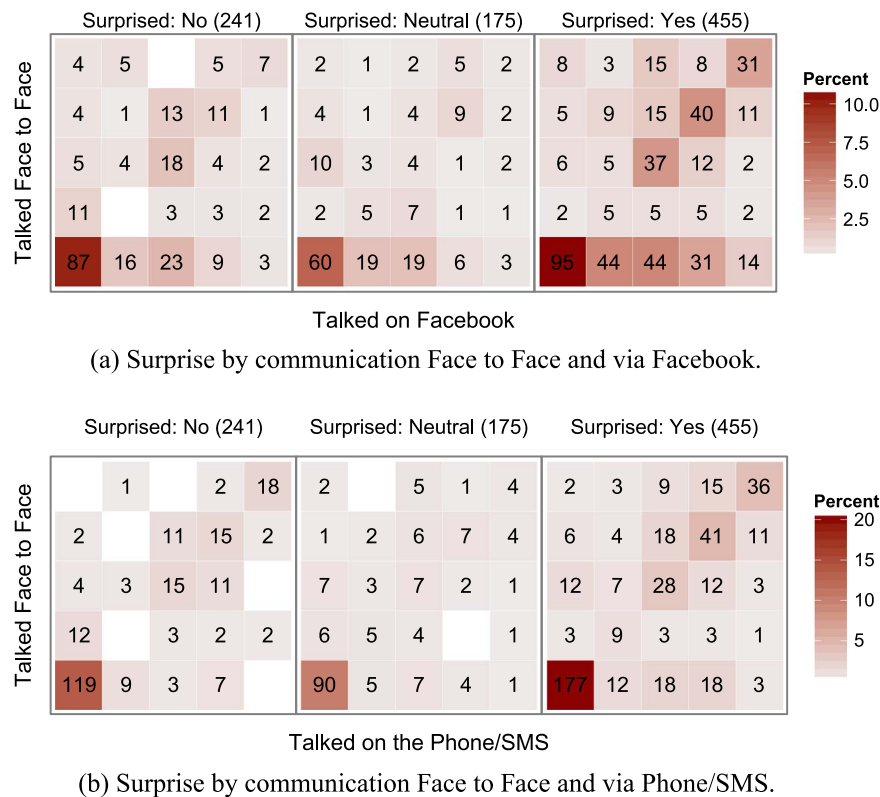 Surprised: No (241) Surprised: Neutral (175) Surprised: Yes (455)
4 5 5 7 2 1 2 5 2 8 3 15 8 31
4 1 13 11 1 4 1 4 9 2 5 9 15 40 11
5 4 18 4 2 10 3 4 1 2 6 5 37 12 2
11 3 3 2 2 5 7 1 1 2 5 5 5 2
87 16 23 9 3 60 19 19 6 3 95 44 44 31 14
Talked Face to Face
Talked on Facebook
Percent
10.0
7.5
5.0
2.5
(a) Surprise by communication Face to Face and via Facebook.
Surprised: No (241) Surprised: Neutral (175) Surprised: Yes (455)
1 2 18 2 5 1 4 2 3 9 15 36
2 11 15 2 1 2 6 7 4 6 4 18 41 11
4 3 15 11 7 3 7 2 1 12 7 28 12 3
12 3 2 2 6 5 4 1 3 9 3 3 1
119 9 3 7 90 5 7 4 1 177 12 18 18 3
Talked Face to Face
Talked on the Phone/SMS
Percent
20
15
10
5
(b) Surprise by communication Face to Face and via Phone/SMS.